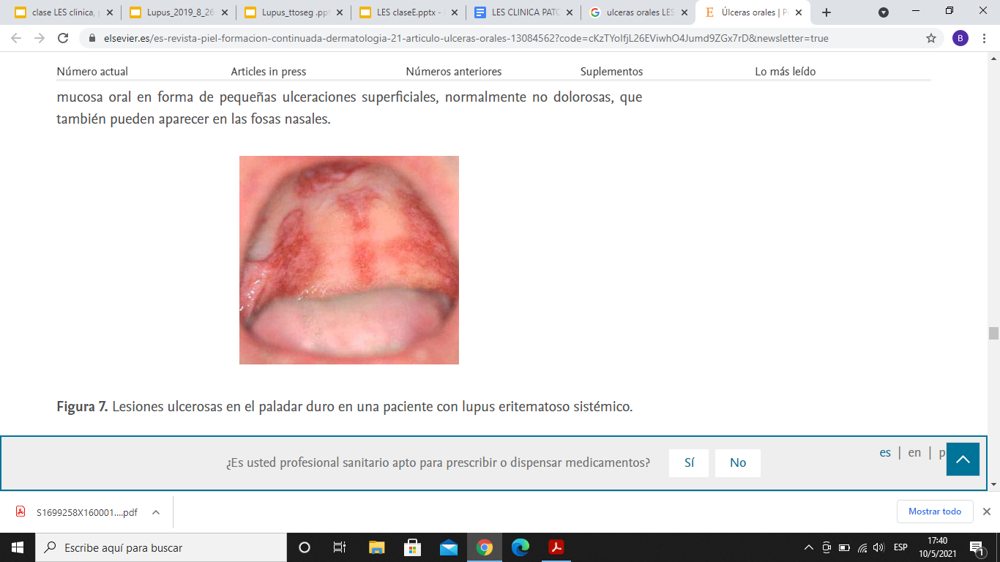 clase LES clinica,
Lupus_2019_8_26
Lupus_ttoseg .pp
LES claseE.pptx -
LES CLINICA PATO
ulceras orales LES
Úlceras orales | P
elsevier.es/es-revista-piel-formacion-continuada-dermatologia-21-articulo-ulceras-orales-13084562?code=cKzTYoIfjL26EViwhO4Jumd9ZGx7rD&newsletter=true
B
Número actual
Articles in press
Números anteriores
Suplementos
Lo más leído
mucosa oral en forma de pequeñas ulceraciones superficiales, normalmente no dolorosas, que
también pueden aparecer en las fosas nasales.
Figura 7. Lesiones ulcerosas en el paladar duro en una paciente con lupus eritematoso sistémico.
¿Es usted profesional sanitario apto para prescribir o dispensar medicamentos?
Sí
No
es | en | p
S1699258X160001....pdf
Mostrar todo
Escribe aquí para buscar
ESP
17:40
10/5/2021
1